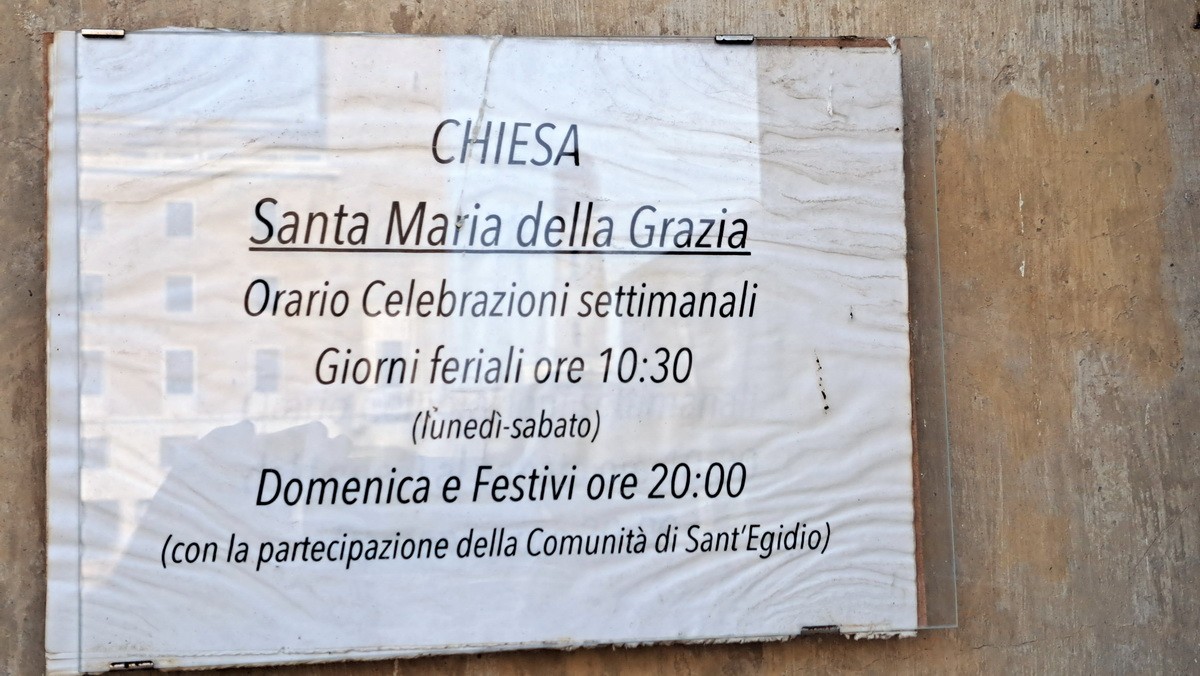 CHIESA
Santa Maria della Grazia
Orario Celebrazioni settimanali
Giorni feriali ore 10:30
(lunedì-sabato)
Domenica e Festivi ore 20:00
(con la partecipazione della Comunità di Sant'Egidio)